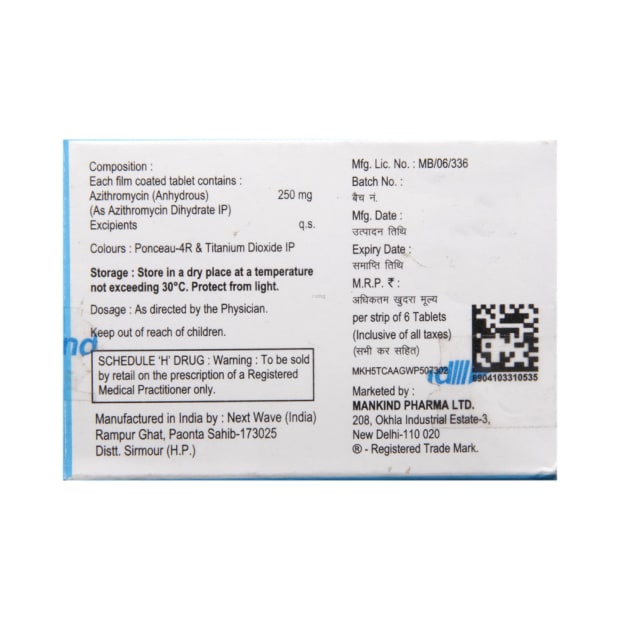 Composition :
Each film coated tablet contains :
Azithromycin (Anhydrous) 250 mg
(As Azithromycin Dihydrate IP)
Excipients q.s.
Colours : Ponceau-4R & Titanium Dioxide IP
Storage : Store in a dry place at a temperature
not exceeding 30°C. Protect from light.
Dosage : As directed by the Physician.
Keep out of reach of children.
nd
SCHEDULE 'H' DRUG : Warning : To be sold
by retail on the prescription of a Registered
Medical Practitioner only.
Manufactured in India by : Next Wave (India)
Rampur Ghat, Paonta Sahib-173025
Distt. Sirmour (H.P.)
Mfg. Lic. No. : MB/06/336
Batch No. :
बैच नं.
Mfg. Date :
उत्पादन तिथि
Expiry Date :
समाप्ति तिथि
M.R.P. ₹ :
अधिकतम खुदरा मूल्य
per strip of 6 Tablets
(Inclusive of all taxes)
(सभी कर सहित)
MKH5TCAAGWP507302
8904103310535
Marketed by :
MANKIND PHARMA LTD.
208, Okhla Industrial Estate-3,
New Delhi-110 020
® - Registered Trade Mark.